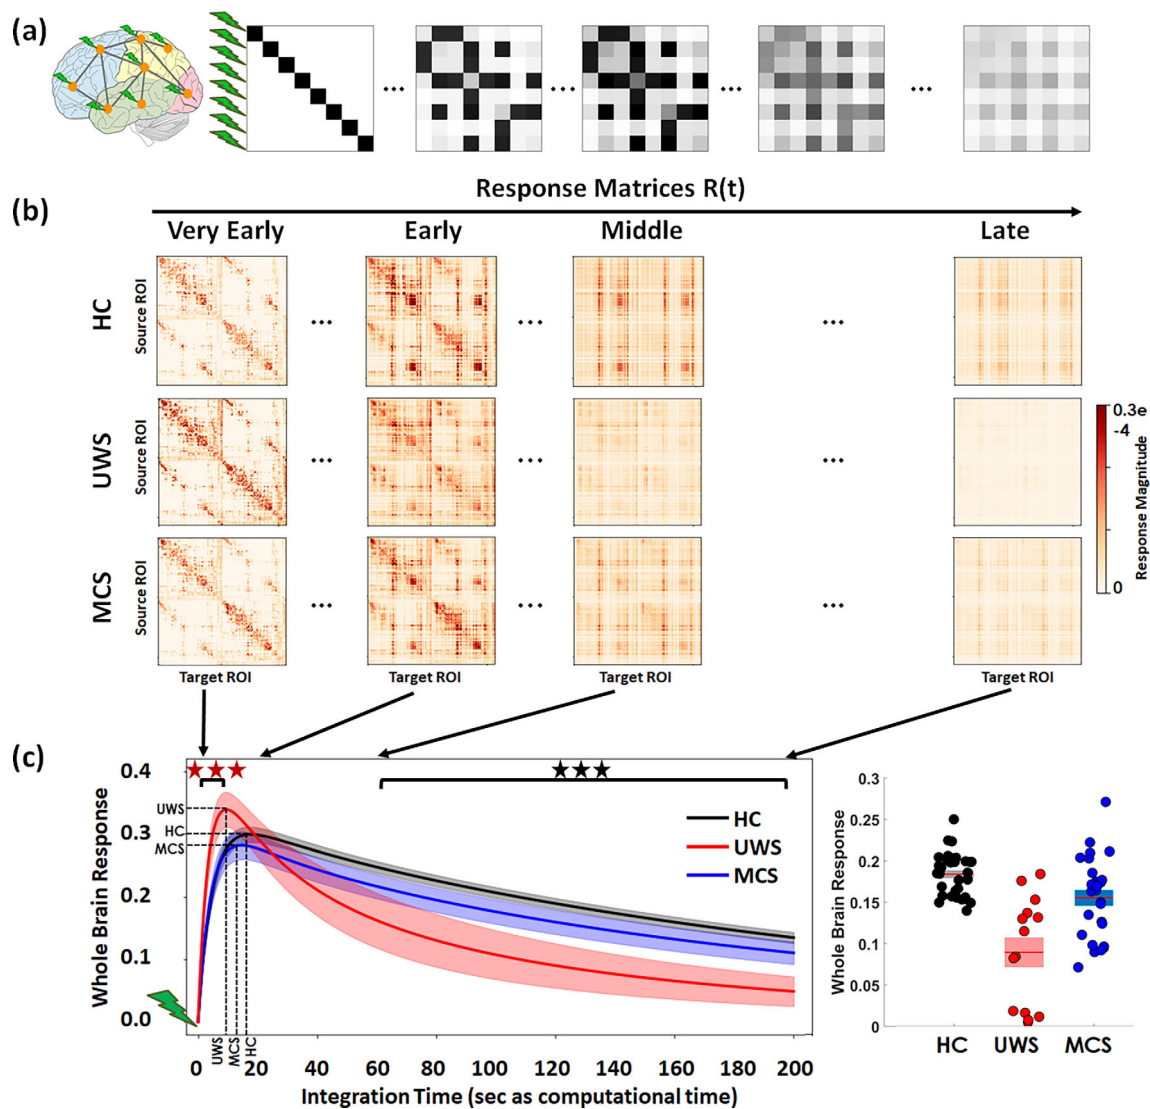 (a)
... ... ... ...
Response Matrices R(t)
(b)
Very Early Early Middle Late
HC
Source ROI
... ... ...
UWS
Source ROI
... ... ...
MCS
Source ROI
... ... ...
Target ROI Target ROI Target ROI Target ROI
0.3e
-4
0
Response Magnitude
(c)
Whole Brain Response
0.4
0.3
0.2
0.1
0.0
UWS
HC
MCS
★★★ ★★★
HC
UWS
MCS
UWS MCS HC
0 20 40 60 80 100 120 140 160 180 200
Integration Time (sec as computational time)
Whole Brain Response
0.3
0.25
0.2
0.15
0.1
0.05
0
HC UWS MCS